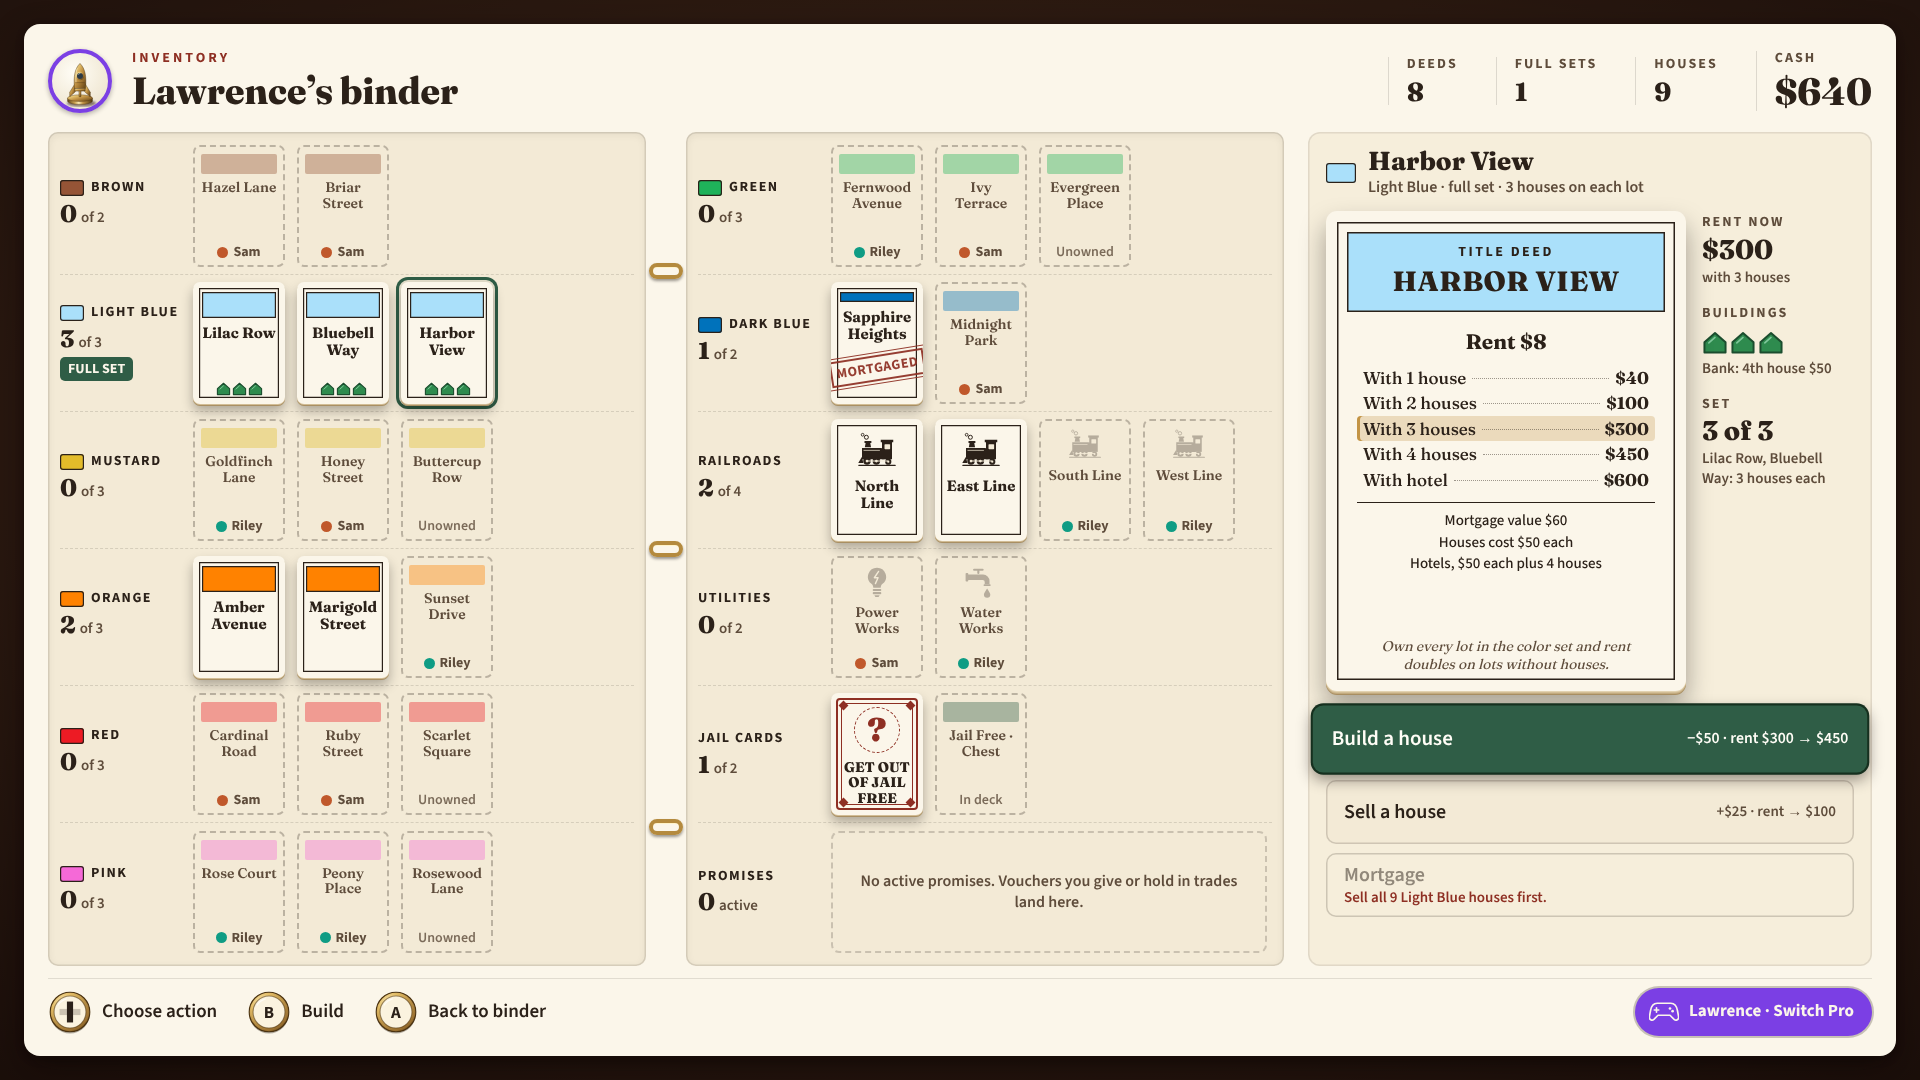 INVENTORY
Lawrence's binder
DEEDS
8
FULL SETS
1
HOUSES
9
CASH
$640
BROWN
0 of 2
Hazel Lane
Sam
Briar
Street
Sam
LIGHT BLUE
3 of 3
FULL SET
Lilac Row
Bluebell
Way
Harbor
View
MUSTARD
0 of 3
Goldfinch
Lane
Riley
Honey
Street
Sam
Buttercup
Row
Unowned
ORANGE
2 of 3
Amber
Avenue
Marigold
Street
Sunset
Drive
Riley
RED
0 of 3
Cardinal
Road
Sam
Ruby
Street
Sam
Scarlet
Square
Unowned
PINK
0 of 3
Rose Court
Riley
Peony
Place
Riley
Rosewood
Lane
Unowned
GREEN
0 of 3
Fernwood
Avenue
Riley
Ivy
Terrace
Sam
Evergreen
Place
Unowned
DARK BLUE
1 of 2
Sapphire
Heights
MORTGAGED
Midnight
Park
Sam
RAILROADS
2 of 4
North
Line
East Line
South Line
Riley
West Line
Riley
UTILITIES
0 of 2
Power
Works
Sam
Water
Works
Riley
JAIL CARDS
1 of 2
?
GET OUT
OF JAIL
FREE
Jail Free ·
Chest
In deck
PROMISES
0 active
No active promises. Vouchers you give or hold in trades
land here.
Harbor View
Light Blue · full set · 3 houses on each lot
TITLE DEED
HARBOR VIEW
Rent $8
With 1 house $40
With 2 houses $100
With 3 houses $300
With 4 houses $450
With hotel $600
Mortgage value $60
Houses cost $50 each
Hotels, $50 each plus 4 houses
Own every lot in the color set and rent
doubles on lots without houses.
RENT NOW
$300
with 3 houses
BUILDINGS
Bank: 4th house $50
SET
3 of 3
Lilac Row, Bluebell
Way: 3 houses each
Build a house
−$50 · rent $300 → $450
Sell a house
+$25 · rent → $100
Mortgage
Sell all 9 Light Blue houses first.
Choose action
B Build
A Back to binder
Lawrence · Switch Pro